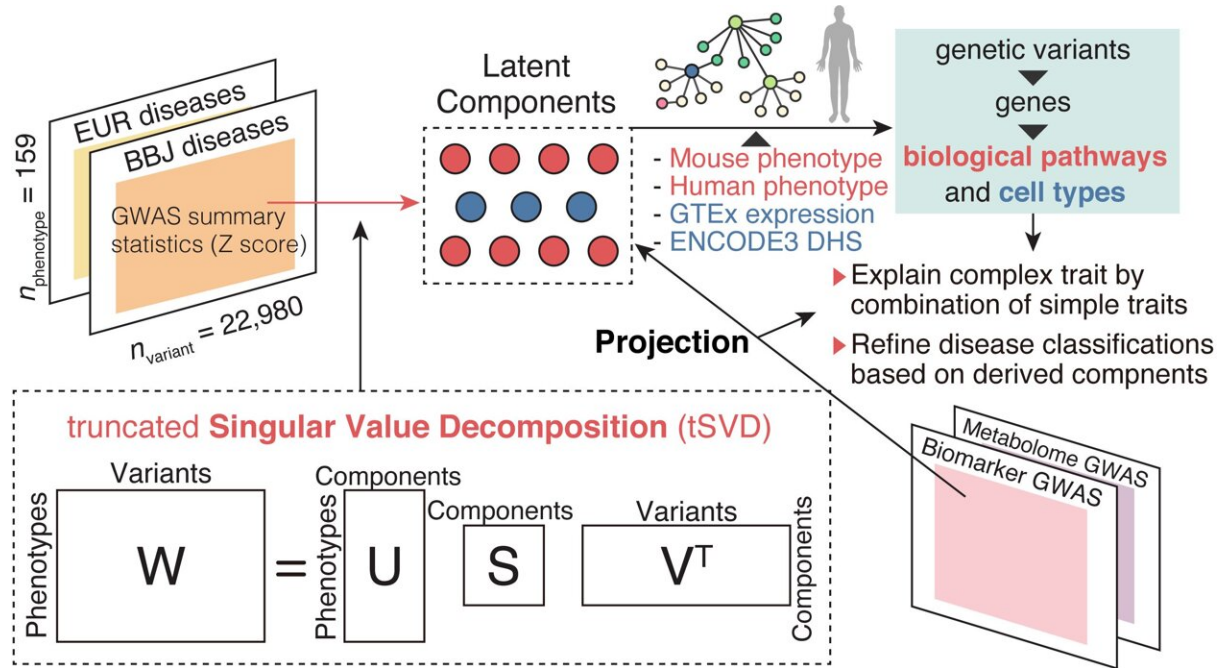 EUR diseases
BBJ diseases
GWAS summary
statistics (Z score)
n phenotype = 159
n variant = 22,980
Latent
Components
- Mouse phenotype
- Human phenotype
- GTEx expression
- ENCODE3 DHS
genetic variants
genes
biological pathways
and cell types
Explain complex trait by
combination of simple traits
Refine disease classifications
based on derived compnents
Projection
Metabolome GWAS
Biomarker GWAS
truncated Singular Value Decomposition (tSVD)
Variants
Phenotypes
W
=
Components
Phenotypes
U
Components
S
Variants
V^T
Components